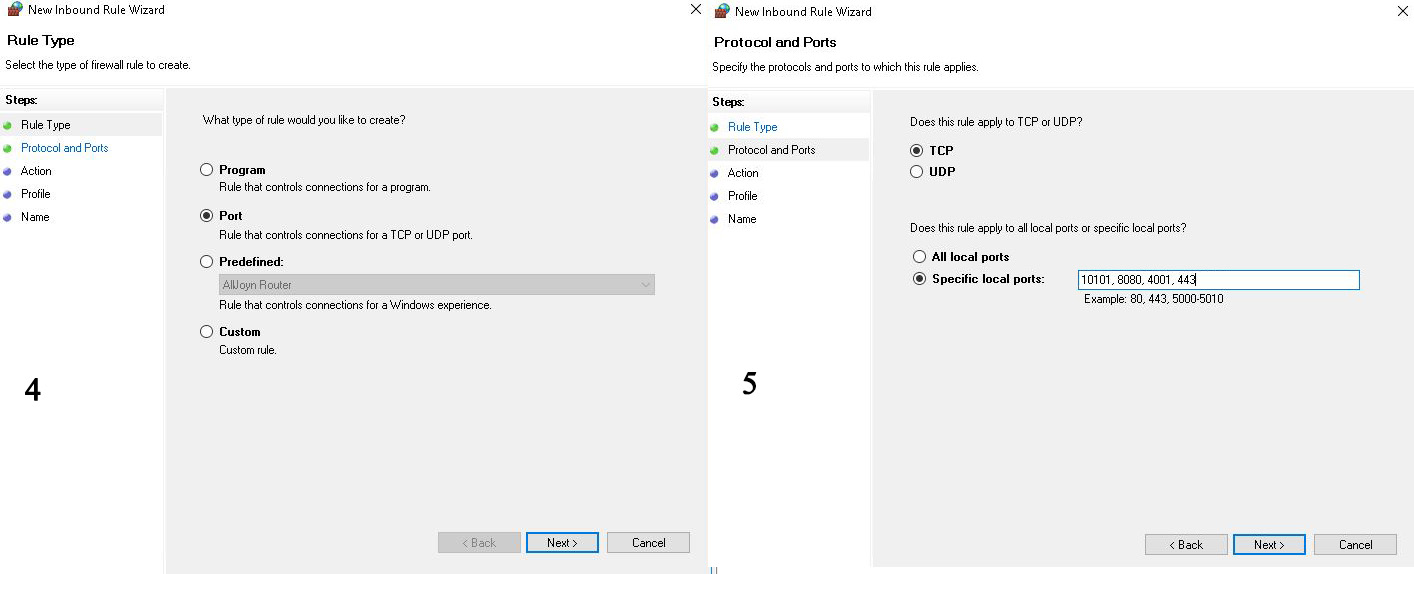 New Inbound Rule Wizard
Rule Type
Select the type of firewall rule to create.
Steps:
Rule Type
Protocol and Ports
Action
Profile
Name
What type of rule would you like to create?
Program
Rule that controls connections for a program.
Port
Rule that controls connections for a TCP or UDP port.
Predefined:
AllJoyn Router
Rule that controls connections for a Windows experience.
Custom
Custom rule.
4
< Back
Next >
Cancel
New Inbound Rule Wizard
Protocol and Ports
Specify the protocols and ports to which this rule applies.
Steps:
Rule Type
Protocol and Ports
Action
Profile
Name
Does this rule apply to TCP or UDP?
TCP
UDP
Does this rule apply to all local ports or specific local ports?
All local ports
Specific local ports:
10101, 8080, 4001, 443
Example: 80, 443, 5000-5010
5
< Back
Next >
Cancel